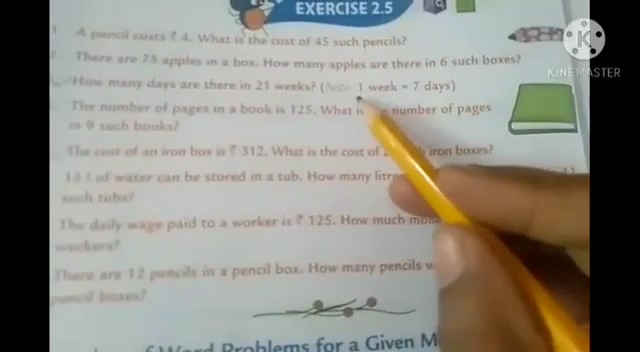 EXERCISE 2.5
A pencil costs ₹ 4. What is the cost of 45 such pencils?
There are 75 apples in a box. How many apples are there in 6 such boxes?
How many days are there in 21 weeks? (Note: 1 week = 7 days)
The number of pages in a book is 125. What is number of pages
in 9 such books?
The cost of an iron box is ₹ 312. What is the cost of iron boxes?
of water can be stored in a tub. How many
such tubs?
The daily wage paid to a worker is ₹ 125. How much
workers?
There are 12 pencils in a pencil box. How many pencils
pencil boxes?
Word Problems for a Given
KINEMASTER